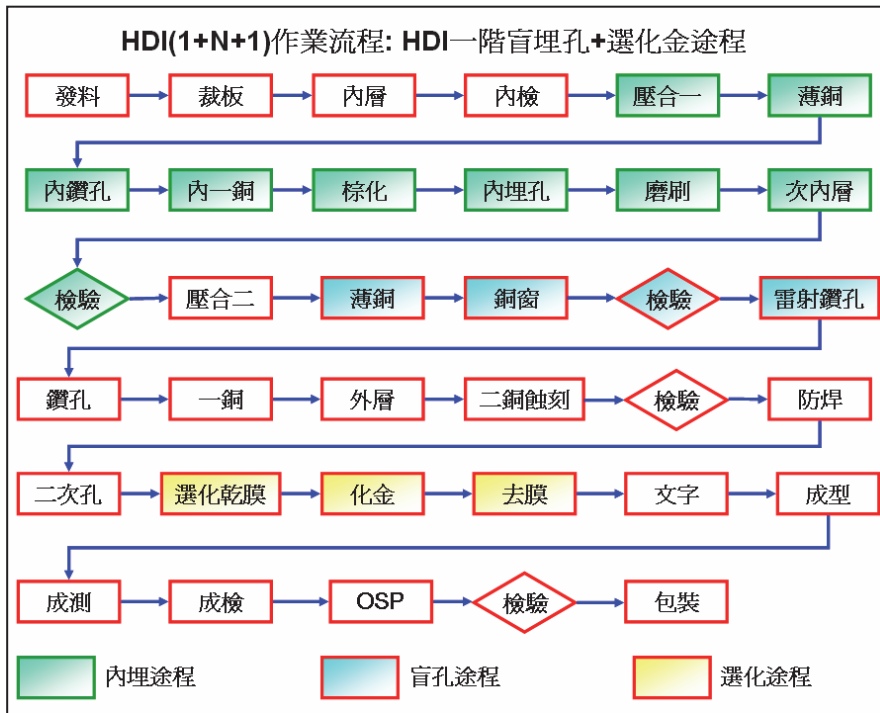 HDI(1+N+1)作業流程: HDI一階盲埋孔+選化金途程
發料 裁板 內層 內檢 壓合一 薄銅
內鑽孔 內一銅 棕化 內埋孔 磨刷 次內層
檢驗 壓合二 薄銅 銅窗 檢驗 雷射鑽孔
鑽孔 一銅 外層 二銅蝕刻 檢驗 防焊
二次孔 選化乾膜 化金 去膜 文字 成型
成測 成檢 OSP 檢驗 包裝
內埋途程 盲孔途程 選化途程